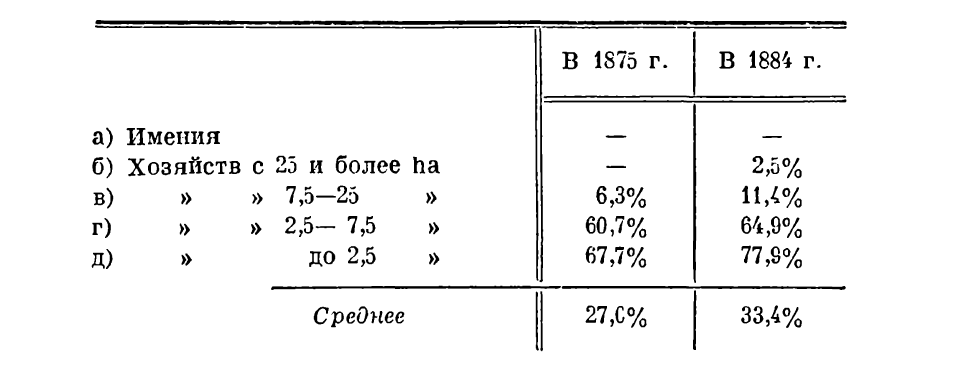 В 1875 г. В 1884 г.
а) Имения — —
б) Хозяйств с 25 и более ha — 2,5%
в) » » 7,5—25 » 6,3% 11,4%
г) » » 2,5— 7,5 » 60,7% 64,9%
д) » до 2,5 » 67,7% 77,9%
Среднее 27,0% 33,4%